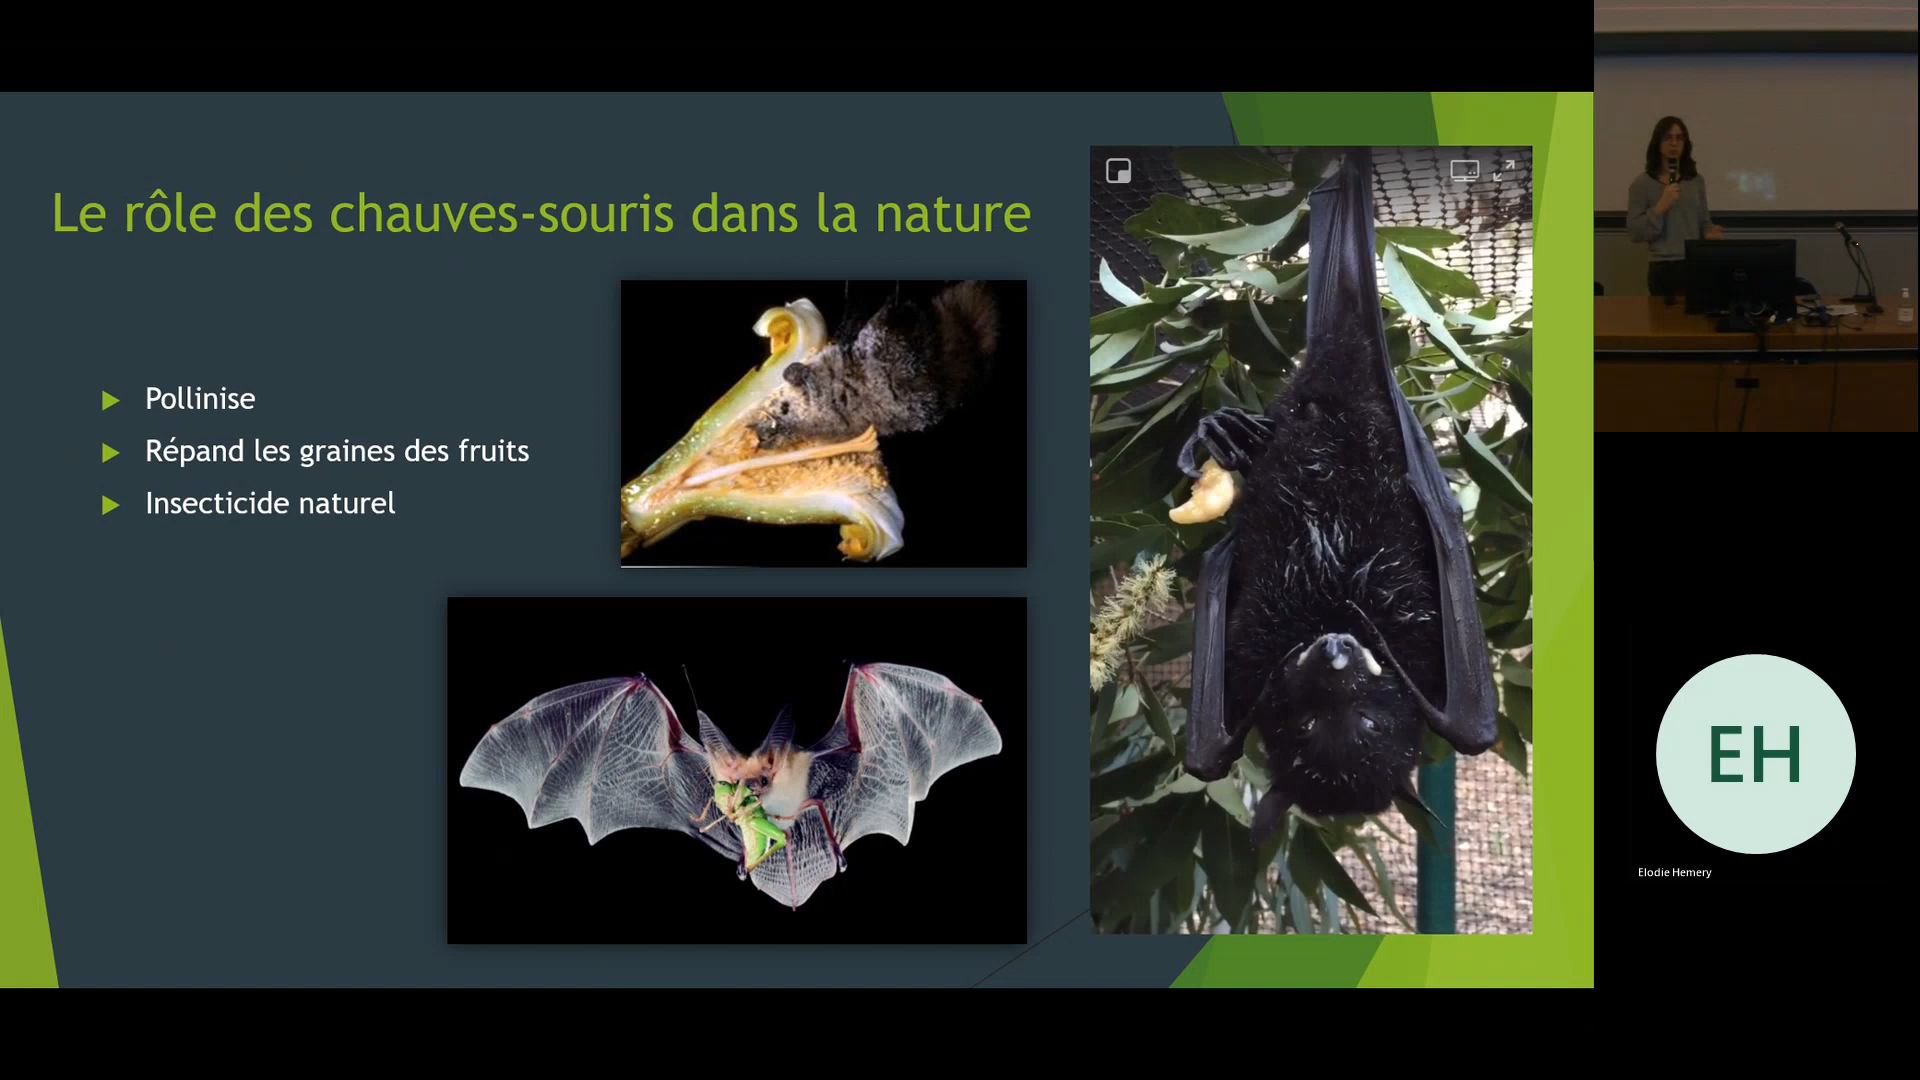 Le rôle des chauves-souris dans la nature
Pollinise
Répand les graines des fruits
Insecticide naturel
EH
Elodie Hemery